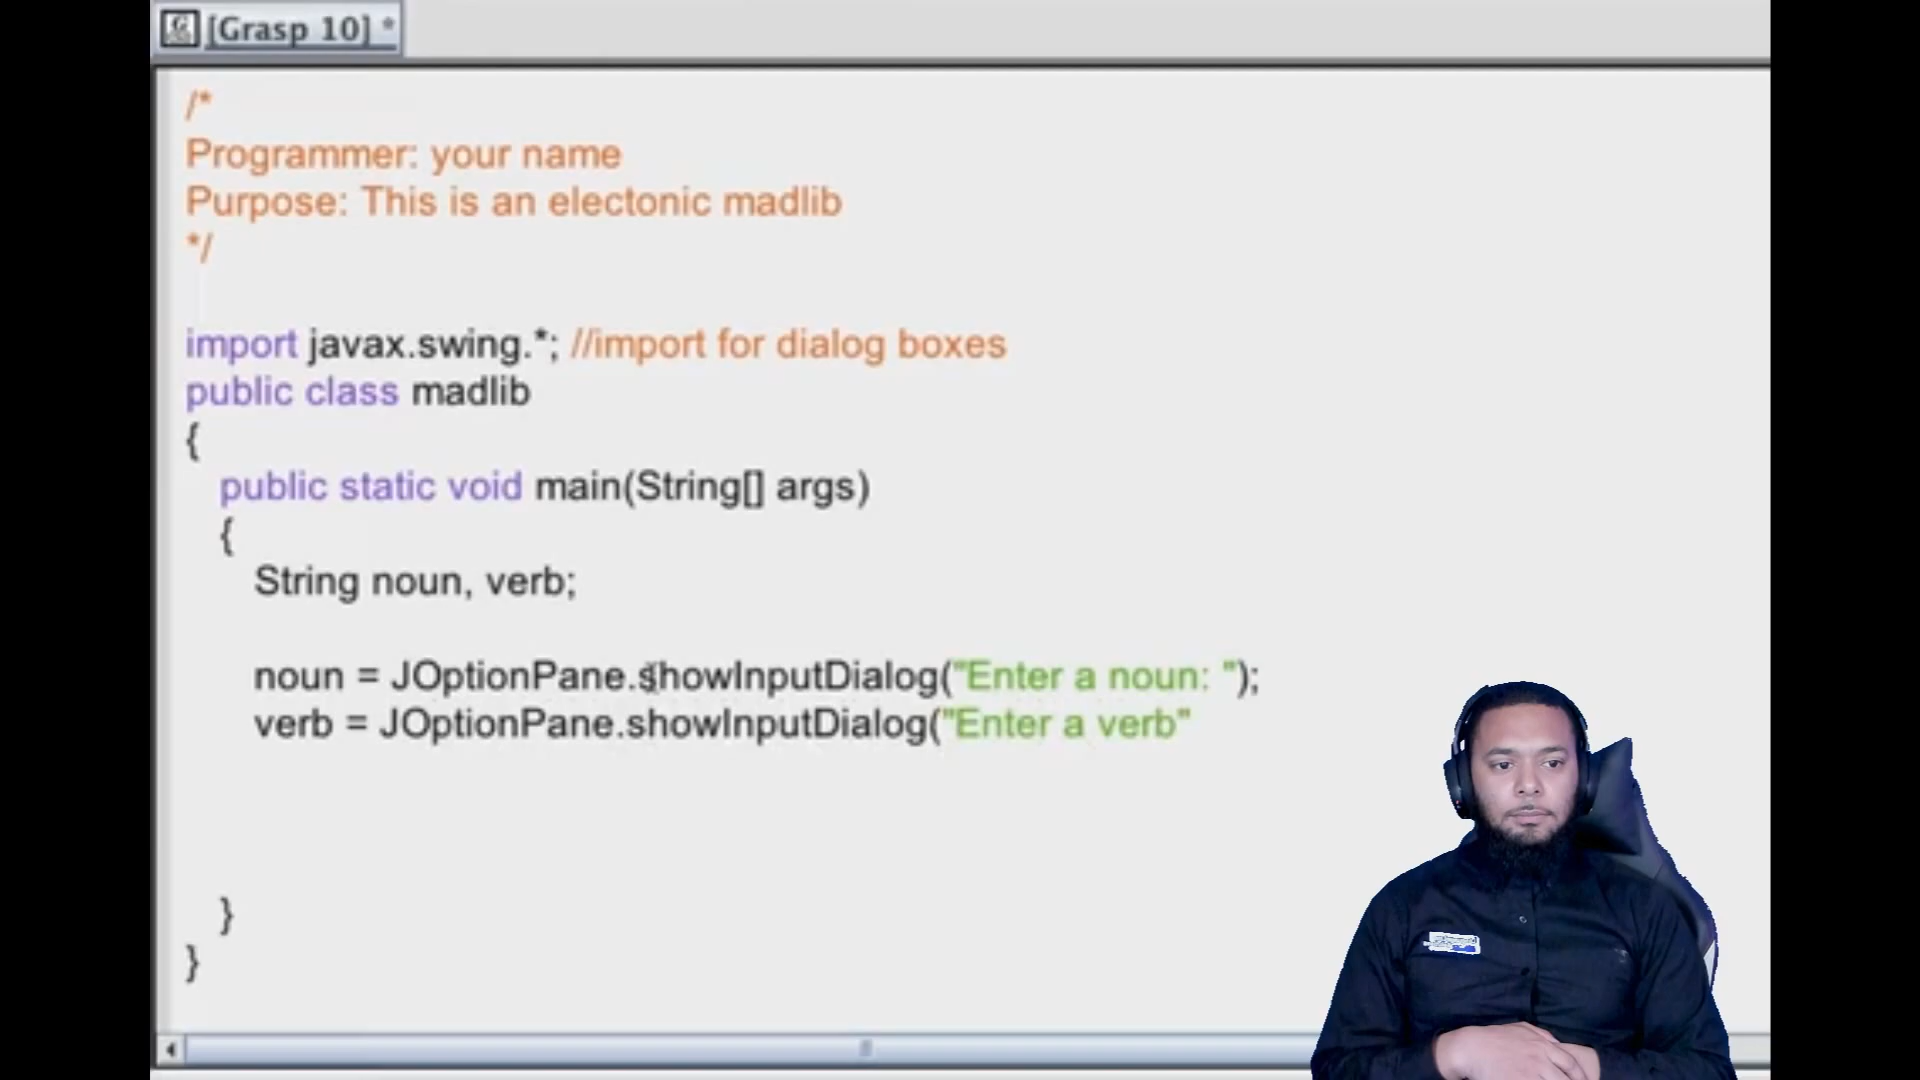 [Grasp 10] *
/*
Programmer: your name
Purpose: This is an electonic madlib
*/
import javax.swing.*; //import for dialog boxes
public class madlib
{
public static void main(String[] args)
{
String noun, verb;
noun = JOptionPane.showInputDialog("Enter a noun: ");
verb = JOptionPane.showInputDialog("Enter a verb"
}
}